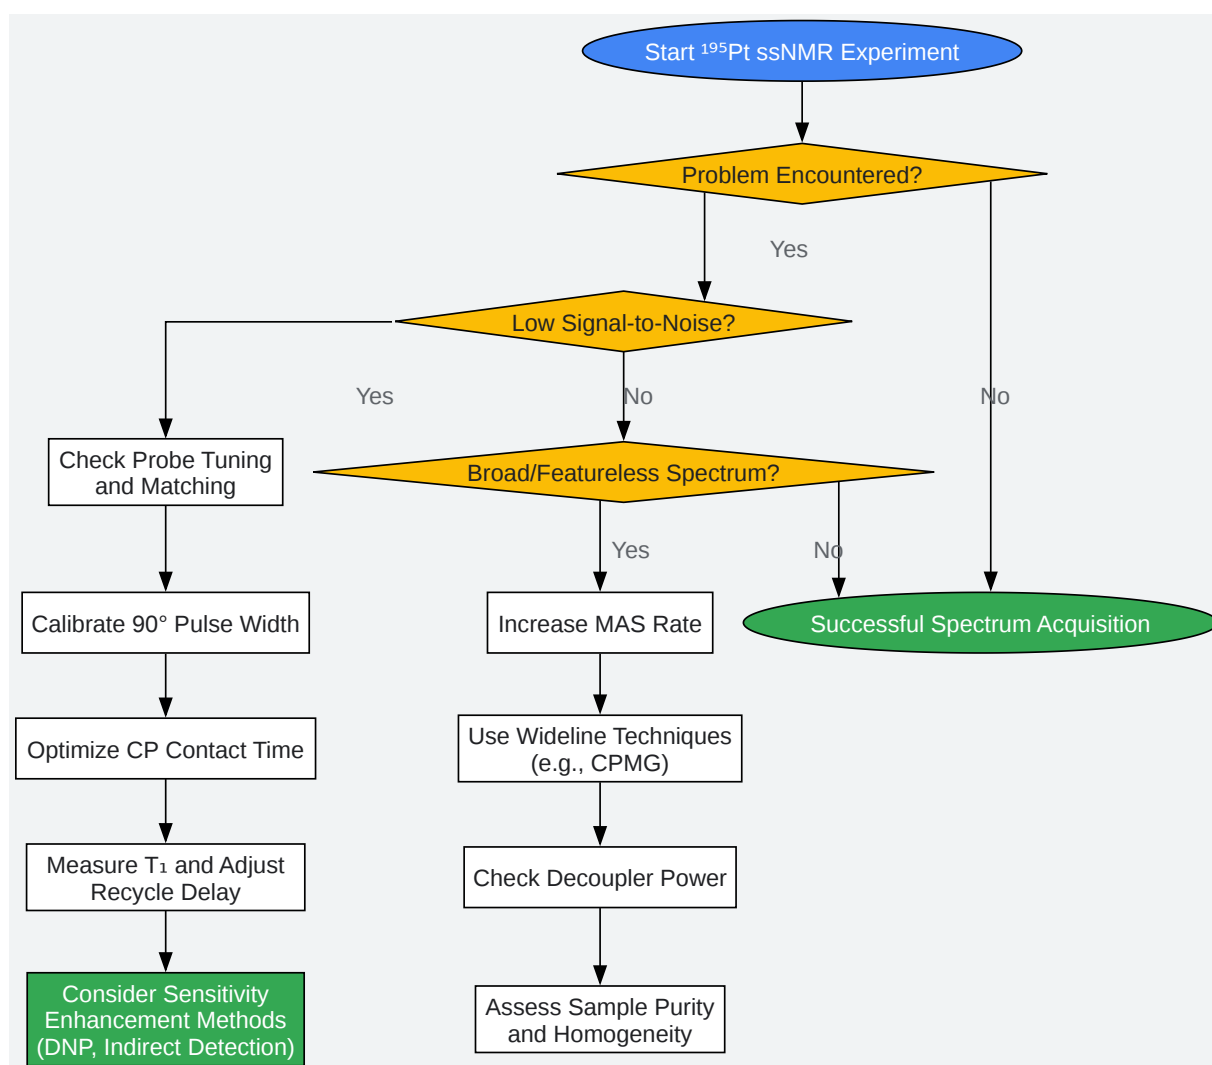 Start ¹⁹⁵Pt ssNMR Experiment
Problem Encountered?
Yes
Low Signal-to-Noise?
Yes
No
No
Check Probe Tuning
and Matching
Broad/Featureless Spectrum?
Yes
No
Calibrate 90° Pulse Width
Increase MAS Rate
Successful Spectrum Acquisition
Optimize CP Contact Time
Use Wideline Techniques
(e.g., CPMG)
Measure T₁ and Adjust
Recycle Delay
Check Decoupler Power
Consider Sensitivity
Enhancement Methods
(DNP, Indirect Detection)
Assess Sample Purity
and Homogeneity